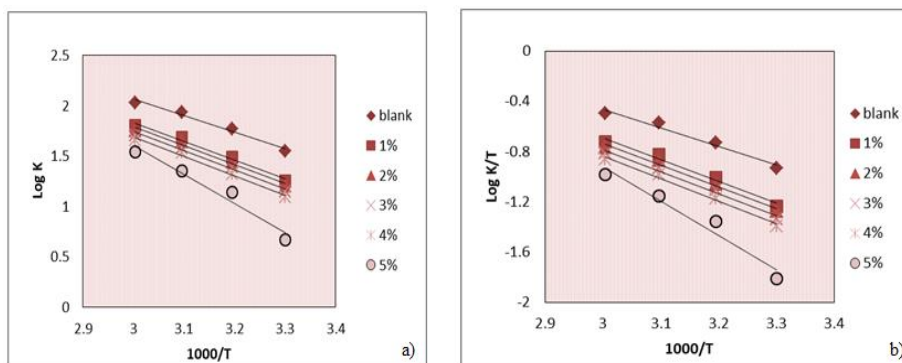 2.5
2
1.5
1
0.5
0
Log K
2.9 3 3.1 3.2 3.3 3.4
1000/T
blank
1%
2%
3%
4%
5%
a)
0
-0.4
-0.8
-1.2
-1.6
-2
Log K/T
2.9 3 3.1 3.2 3.3 3.4
1000/T
blank
1%
2%
3%
4%
5%
b)